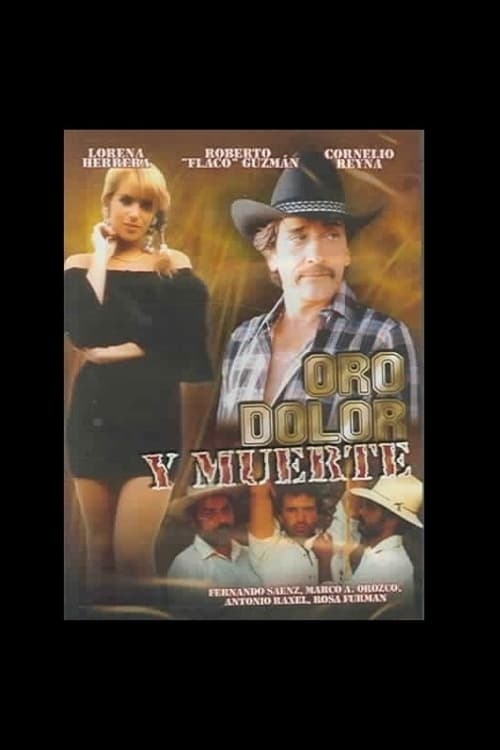 LORENA ROBERTO CORNELIO
HERRERA "FLACO" GUZMÁN REYNA
ORO
DOLOR
Y MUERTE
FERNANDO SAENZ, MARCO A. OROZCO,
ANTONIO RAXEL, ROSA FURMAN